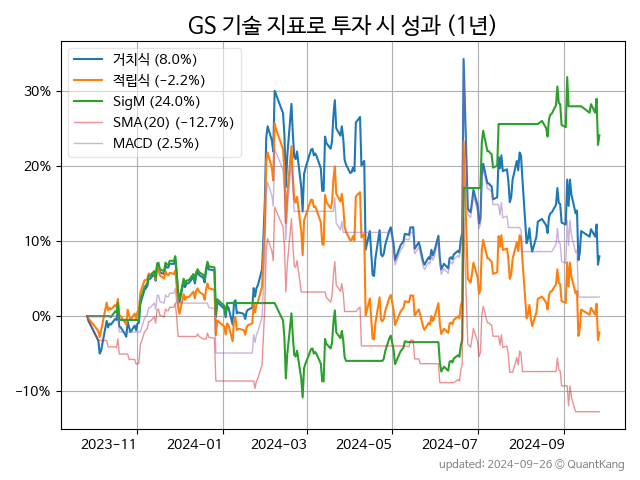 GS 기술 지표로 투자 시 성과 (1년)
거치식 (8.0%)
적립식 (−2.2%)
SigM (24.0%)
SMA(20) (−12.7%)
MACD (2.5%)
30%
20%
10%
0%
−10%
2023-11
2024-01
2024-03
2024-05
2024-07
2024-09
updated: 2024-09-26 © QuantKang